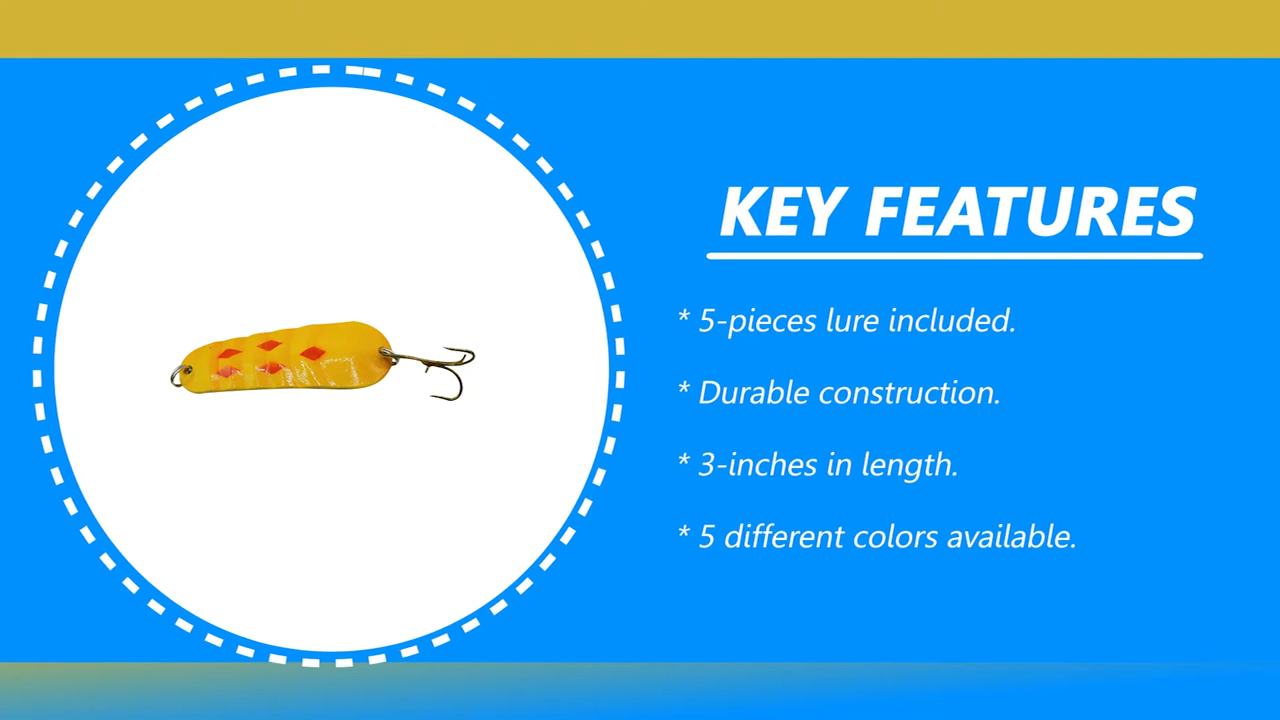 KEY FEATURES
* 5-pieces lure included.
* Durable construction.
* 3-inches in length.
* 5 different colors available.